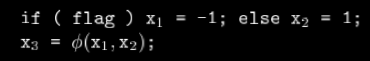 if ( flag ) x₁ = -1; else x₂ = 1;
x₃ = ϕ(x₁,x₂);